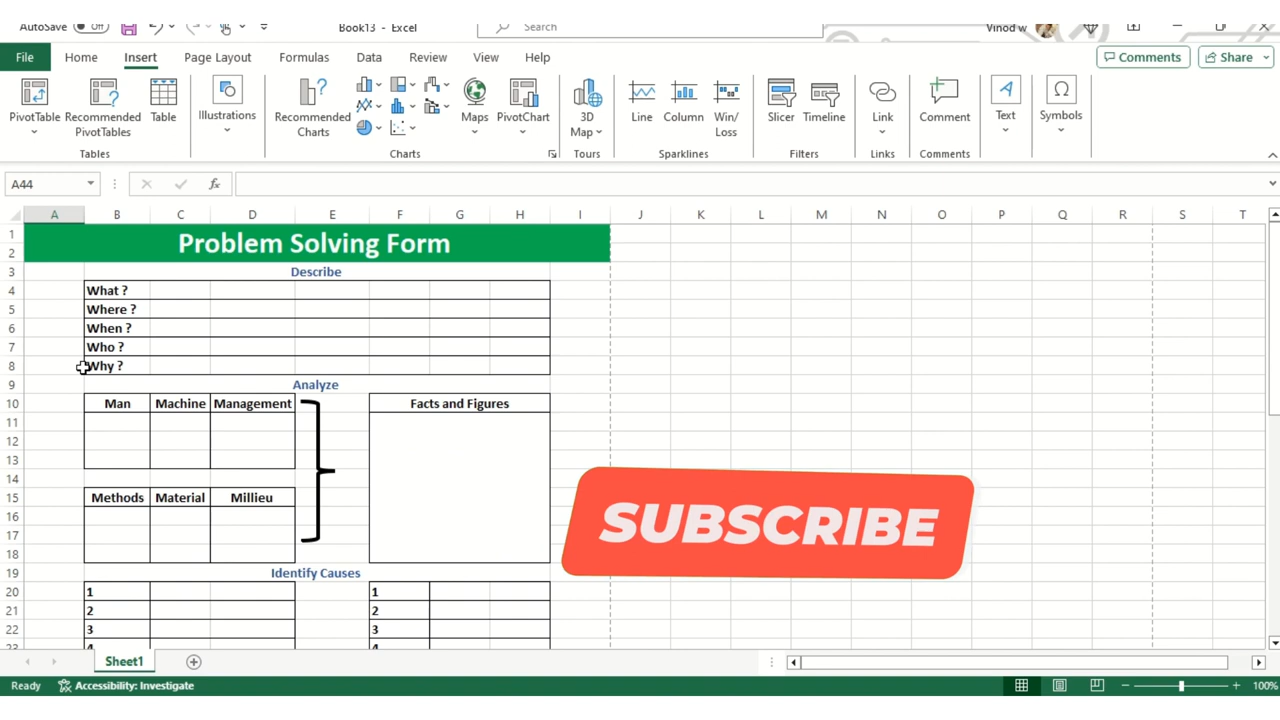 AutoSave Off Book13 - Excel Search Vinod w
File Home Insert Page Layout Formulas Data Review View Help Comments Share
PivotTable Recommended PivotTables Table Illustrations Recommended Charts Maps PivotChart 3D Map Line Column Win/Loss Slicer Timeline Link Comment Text Symbols
Tables Charts Tours Sparklines Filters Links Comments
A44 fx
A B C D E F G H I J K L M N O P Q R S T
1 Problem Solving Form
2
3 Describe
4 What ?
5 Where ?
6 When ?
7 Who ?
8 Why ?
9 Analyze
10 Man Machine Management Facts and Figures
11
12
13
14
15 Methods Material Millieu
16
17
18
SUBSCRIBE
19 Identify Causes
20 1 1
21 2 2
22 3 3
23 4 4
Sheet1
Ready Accessibility: Investigate 100%